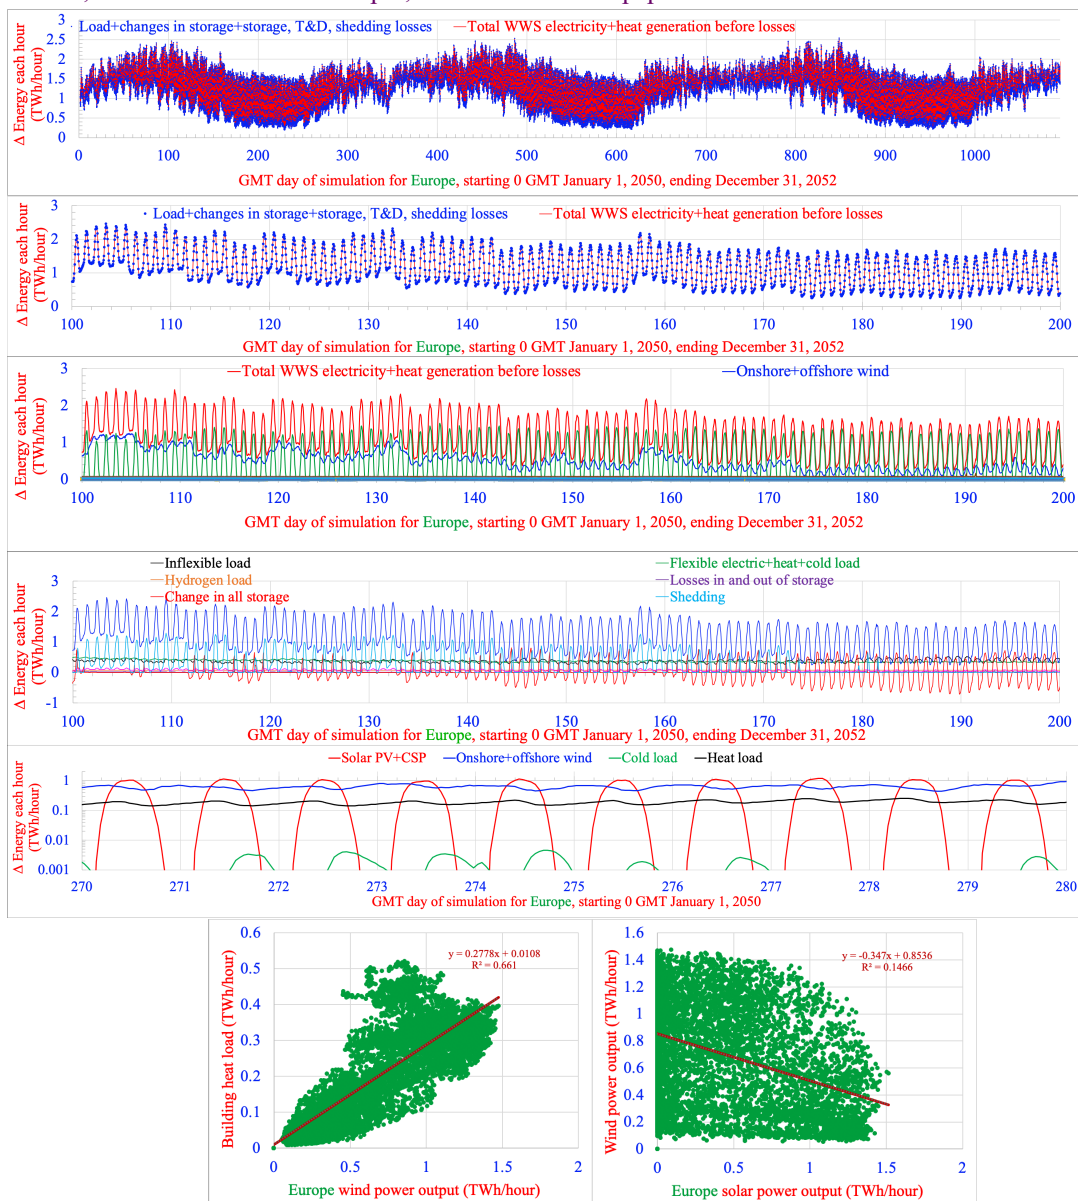 Load+changes in storage+storage, T&D, shedding losses
Total WWS electricity+heat generation before losses
Δ Energy each hour
(TWh/hour)
2.5
2
1.5
1
0.5
0
0 100 200 300 400 500 600 700 800 900 1000
GMT day of simulation for Europe, starting 0 GMT January 1, 2050, ending December 31, 2052
Load+changes in storage+storage, T&D, shedding losses
Total WWS electricity+heat generation before losses
Δ Energy each hour
(TWh/hour)
3
2
1
0
100 110 120 130 140 150 160 170 180 190 200
GMT day of simulation for Europe, starting 0 GMT January 1, 2050, ending December 31, 2052
Total WWS electricity+heat generation before losses
Onshore+offshore wind
Δ Energy each hour
(TWh/hour)
3
2
1
0
100 110 120 130 140 150 160 170 180 190 200
GMT day of simulation for Europe, starting 0 GMT January 1, 2050, ending December 31, 2052
Inflexible load
Flexible electric+heat+cold load
Hydrogen load
Losses in and out of storage
Change in all storage
Shedding
Δ Energy each hour
(TWh/hour)
3
2
1
0
-1
100 110 120 130 140 150 160 170 180 190 200
GMT day of simulation for Europe, starting 0 GMT January 1, 2050, ending December 31, 2052
Solar PV+CSP
Onshore+offshore wind
Cold load
Heat load
Δ Energy each hour
(TWh/hour)
1
0.1
0.01
0.001
270 271 272 273 274 275 276 277 278 279 280
GMT day of simulation for Europe, starting 0 GMT January 1, 2050
Building heat load (TWh/hour)
0.6
0.5
0.4
0.3
0.2
0.1
0
y = 0.2778x + 0.0108
R² = 0.661
0 0.5 1 1.5 2
Europe wind power output (TWh/hour)
Wind power output (TWh/hour)
1.6
1.4
1.2
1
0.8
0.6
0.4
0.2
0
y = -0.347x + 0.8536
R² = 0.1466
0 0.5 1 1.5 2
Europe solar power output (TWh/hour)